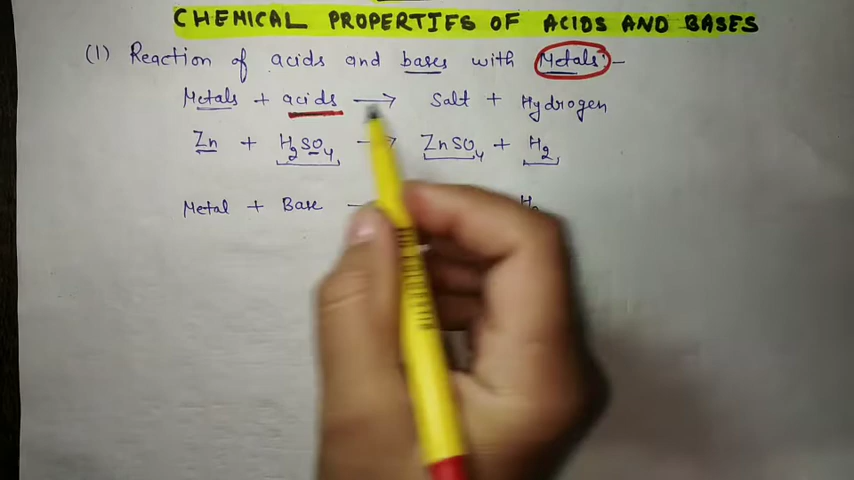 CHEMICAL PROPERTIES OF ACIDS AND BASES
(1) Reaction of acids and bases with Metals:-
Metals + acids → Salt + Hydrogen
Zn + H₂SO₄ → ZnSO₄ + H₂
Metal + Base H₂